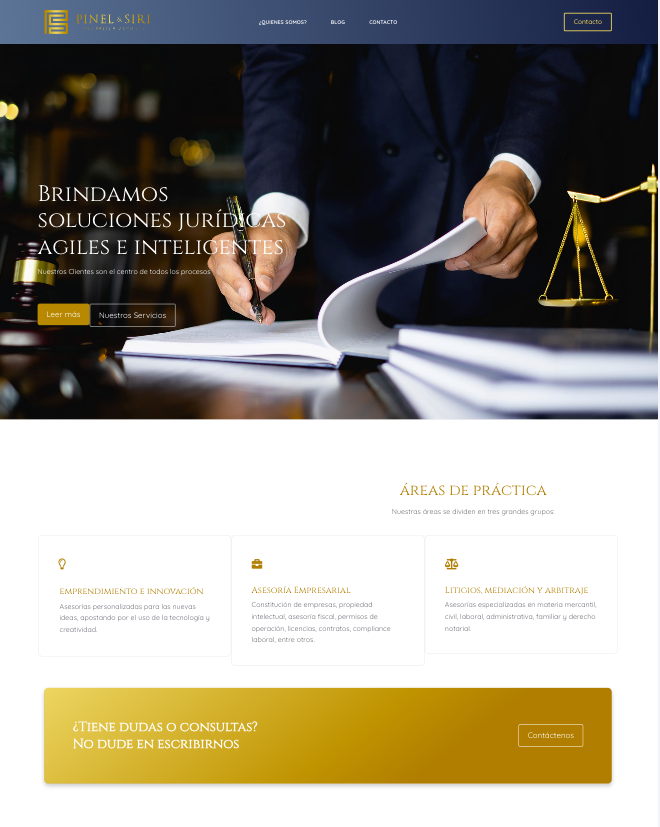 PINEL & SIRI
¿QUIENES SOMOS?
BLOG
CONTACTO
Contacto
Brindamos
soluciones jurídicas
agiles e inteligentes
Nuestros Clientes son el centro de todos los procesos
Leer más
Nuestros Servicios
Áreas de práctica
Nuestras áreas se dividen en tres grandes grupos:
emprendimiento e innovación
Asesorías personalizadas para las nuevas
ideas, apostando por el uso de la tecnología y
creatividad.
Asesoría Empresarial
Constitución de empresas, propiedad
intelectual, asesoría fiscal, permisos de
operación, licencias, contratos, compliance
laboral, entre otros.
Litigios, mediación y arbitraje
Asesorías especializadas en materia mercantil,
civil, laboral, administrativa, familiar y derecho
notarial.
¿Tiene dudas o consultas?
No dude en escribirnos
Contáctenos